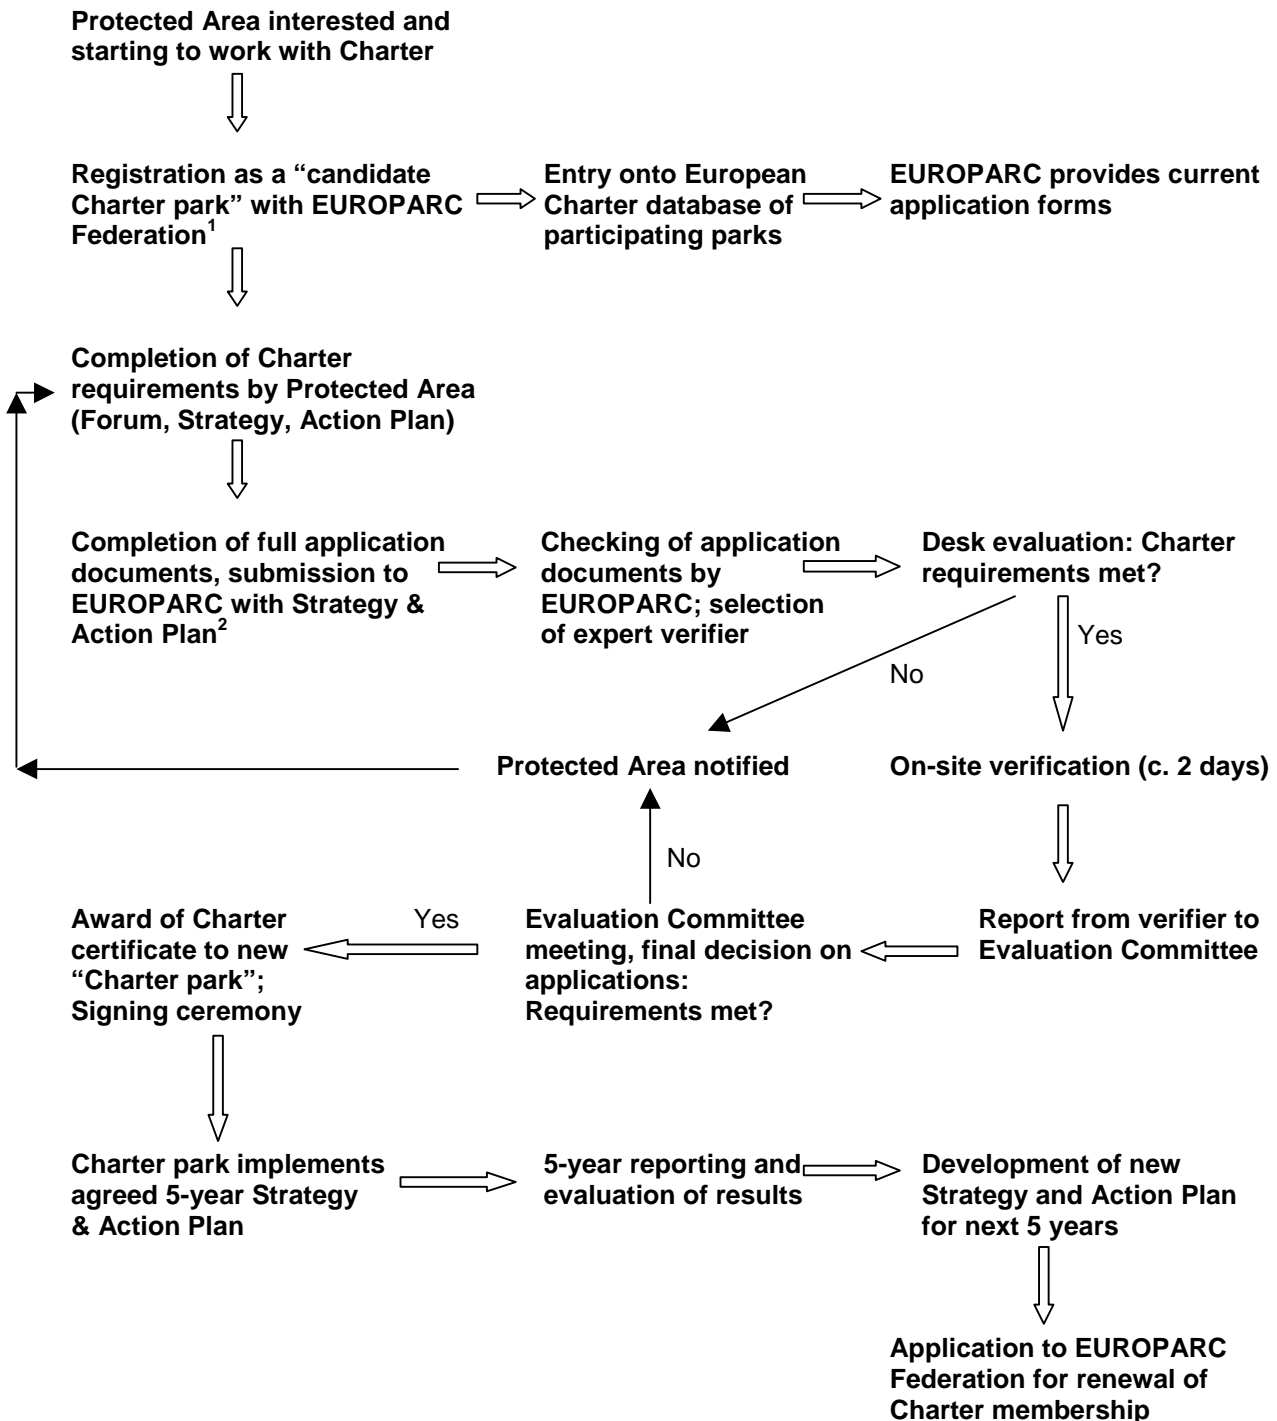 Protected Area interested and
starting to work with Charter
Registration as a “candidate
Charter park” with EUROPARC
Federation1
Entry onto European
Charter database of
participating parks
EUROPARC provides current
application forms
Completion of Charter
requirements by Protected Area
(Forum, Strategy, Action Plan)
Completion of full application
documents, submission to
EUROPARC with Strategy &
Action Plan2
Checking of application
documents by
EUROPARC; selection
of expert verifier
Desk evaluation: Charter
requirements met?
Yes
No
Protected Area notified
On-site verification (c. 2 days)
No
Award of Charter
certificate to new
“Charter park”;
Signing ceremony
Yes
Evaluation Committee
meeting, final decision on
applications:
Requirements met?
Report from verifier to
Evaluation Committee
Charter park implements
agreed 5-year Strategy
& Action Plan
5-year reporting and
evaluation of results
Development of new
Strategy and Action Plan
for next 5 years
Application to EUROPARC
Federation for renewal of
Charter membership